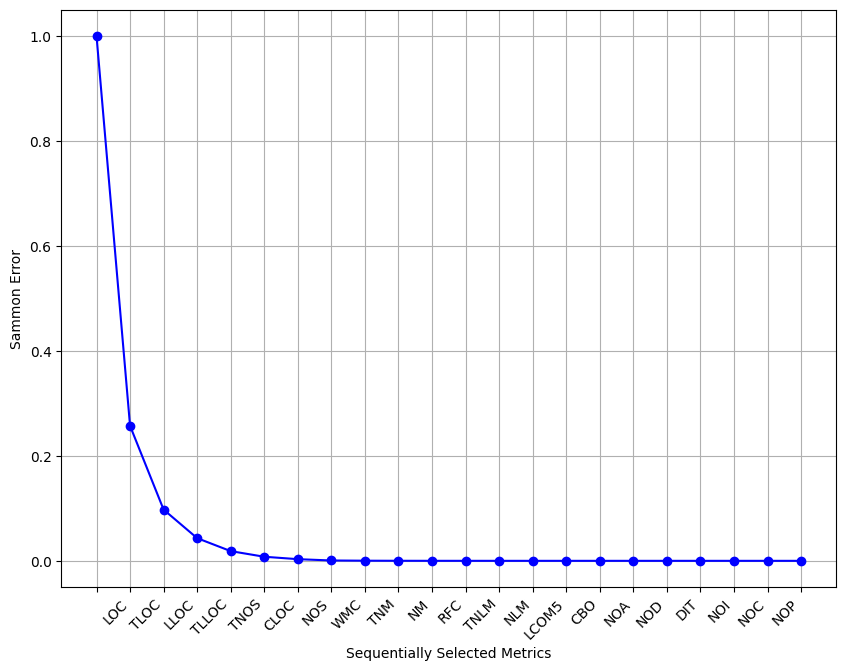 1.0
0.8
0.6
0.4
0.2
0.0
Sammon Error
LOC
TLOC
LLOC
TLLOC
TNOS
CLOC
NOS
WMC
TNM
NM
RFC
TNLM
NLM
LCOM5
CBO
NOA
NOD
DIT
NOI
NOC
NOP
Sequentially Selected Metrics